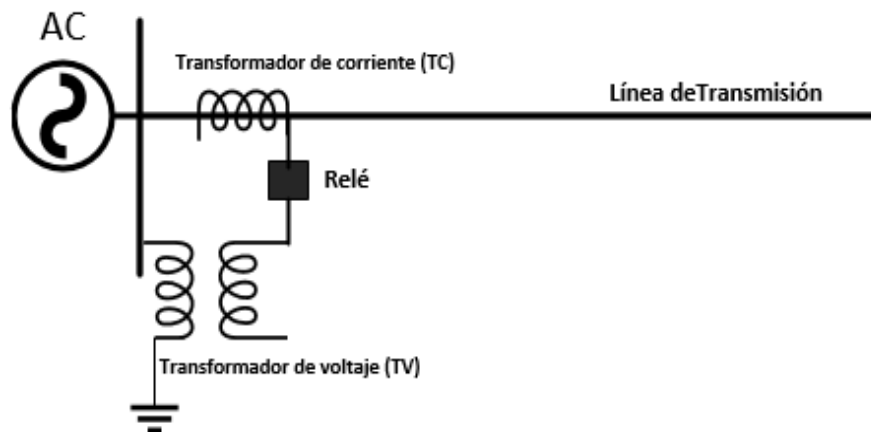 AC
Transformador de corriente (TC)
Línea deTransmisión
Relé
Transformador de voltaje (TV)